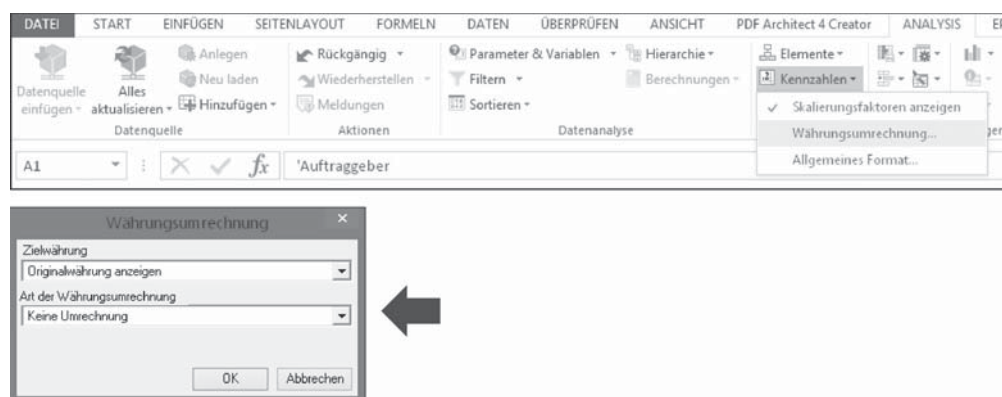 DATEI START EINFÜGEN SEITENLAYOUT FORMELN DATEN ÜBERPRÜFEN ANSICHT PDF Architect 4 Creator ANALYSIS
Anlegen Rückgängig Parameter & Variablen Hierarchie Elemente
Neu laden Wiederherstellen Filtern Berechnungen Kennzahlen
Datenquelle einfügen Alles aktualisieren Hinzufügen Meldungen Sortieren
Datenquelle Aktionen Datenanalyse
Skalierungsfaktoren anzeigen
Währungsumrechnung...
Allgemeines Format...
A1 fx 'Auftraggeber
Währungsumrechnung
Zielwährung
Originalwährung anzeigen
Art der Währungsumrechnung
Keine Umrechnung
OK Abbrechen